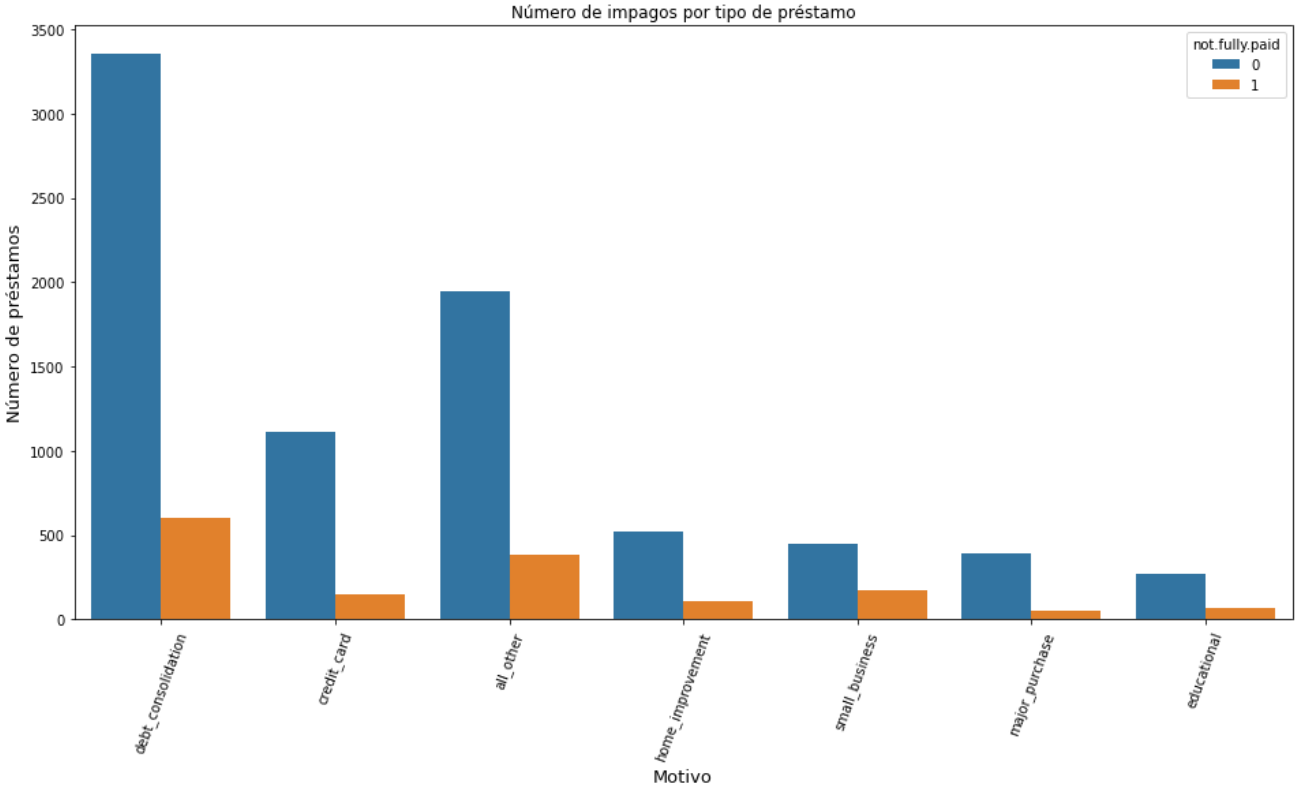 Número de impagos por tipo de préstamo
not.fully.paid
0
1
Número de préstamos
3500
3000
2500
2000
1500
1000
500
0
debt_consolidation
credit_card
all_other
home_improvement
small_business
major_purchase
educational
Motivo